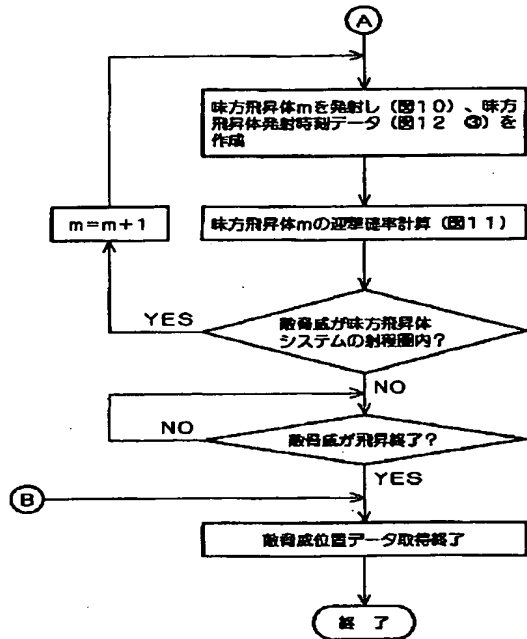 A
味方飛昇体mを発射し（図10）、味方
飛昇体発射時刻データ（図12 ③）を
作成
m＝m＋1
味方飛昇体mの迎撃確率計算（図11）
YES
敵脅威が味方飛昇体
システムの射程圏内？
NO
NO
敵脅威が飛昇終了？
YES
B
敵脅威位置データ取得終了
終 了